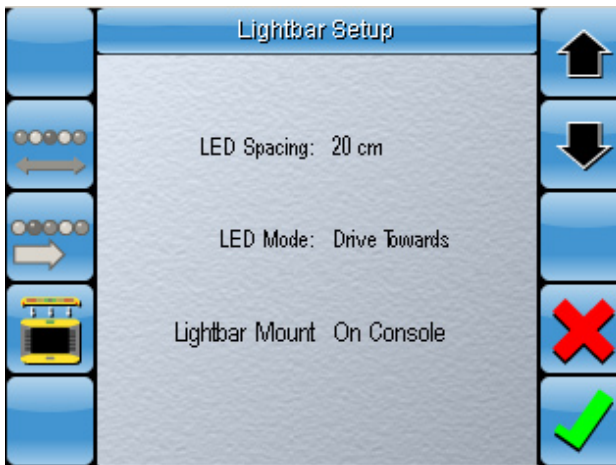 Lightbar Setup
LED Spacing: 20 cm
LED Mode: Drive Towards
Lightbar Mount On Console